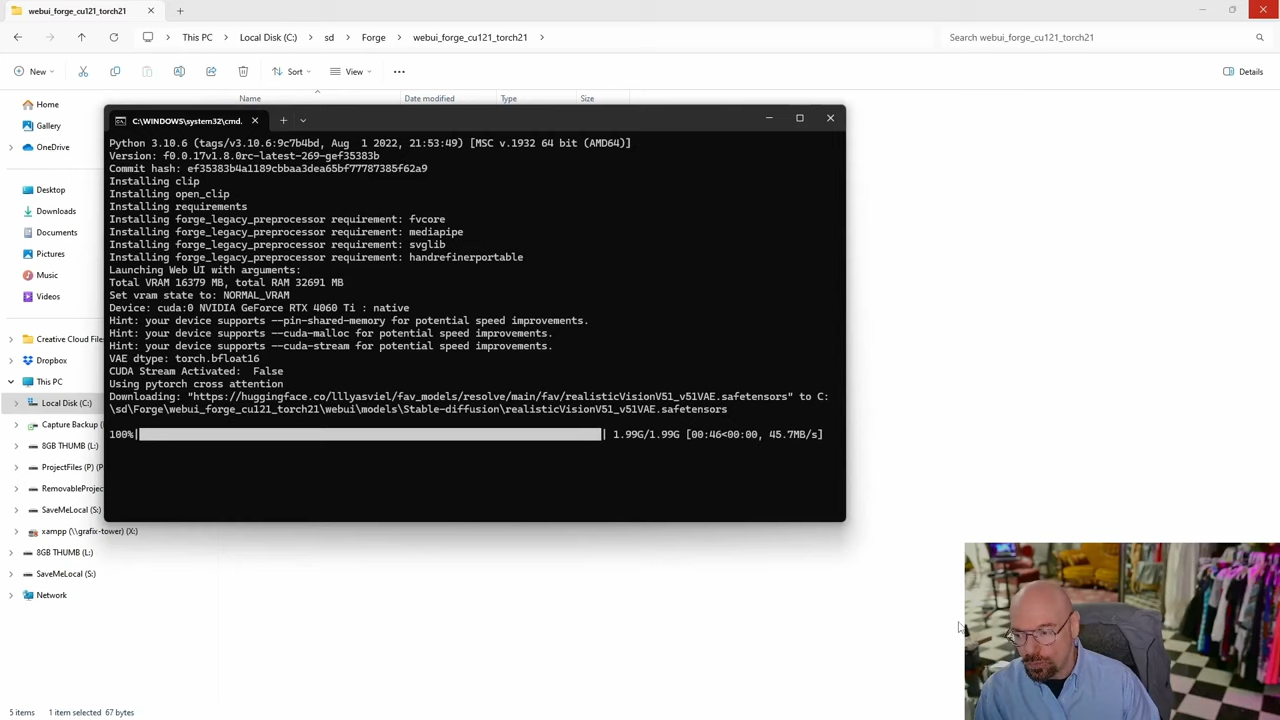 webui_forge_cu121_torch21
This PC
Local Disk (C:)
sd
Forge
webui_forge_cu121_torch21
Search webui_forge_cu121_torch21
New
Sort
View
Details
Name
Date modified
Type
Size
Home
Gallery
OneDrive
Desktop
Downloads
Documents
Pictures
Music
Videos
Creative Cloud File
Dropbox
This PC
Local Disk (C:)
Capture Backup (
8GB THUMB (L:)
ProjectFiles (P) (P
RemovableProjec
SaveMeLocal (S:)
xampp (\\grafix-tower) (X:)
8GB THUMB (L:)
SaveMeLocal (S:)
Network
5 items
1 item selected 67 bytes
C:\WINDOWS\system32\cmd.
Python 3.10.6 (tags/v3.10.6:9c7b4bd, Aug  1 2022, 21:53:49) [MSC v.1932 64 bit (AMD64)]
Version: f0.0.17v1.8.0rc-latest-269-gef35383b
Commit hash: ef35383b4a1189cbbaa3dea65bf77787385f62a9
Installing clip
Installing open_clip
Installing requirements
Installing forge_legacy_preprocessor requirement: fvcore
Installing forge_legacy_preprocessor requirement: mediapipe
Installing forge_legacy_preprocessor requirement: svglib
Installing forge_legacy_preprocessor requirement: handrefinerportable
Launching Web UI with arguments:
Total VRAM 16379 MB, total RAM 32691 MB
Set vram state to: NORMAL_VRAM
Device: cuda:0 NVIDIA GeForce RTX 4060 Ti : native
Hint: your device supports --pin-shared-memory for potential speed improvements.
Hint: your device supports --cuda-malloc for potential speed improvements.
Hint: your device supports --cuda-stream for potential speed improvements.
VAE dtype: torch.bfloat16
CUDA Stream Activated:  False
Using pytorch cross attention
Downloading: "https://huggingface.co/lllyasviel/fav_models/resolve/main/fav/realisticVisionV51_v51VAE.safetensors" to C:
\sd\Forge\webui_forge_cu121_torch21\webui\models\Stable-diffusion\realisticVisionV51_v51VAE.safetensors
100%| | 1.99G/1.99G [00:46<00:00, 45.7MB/s]